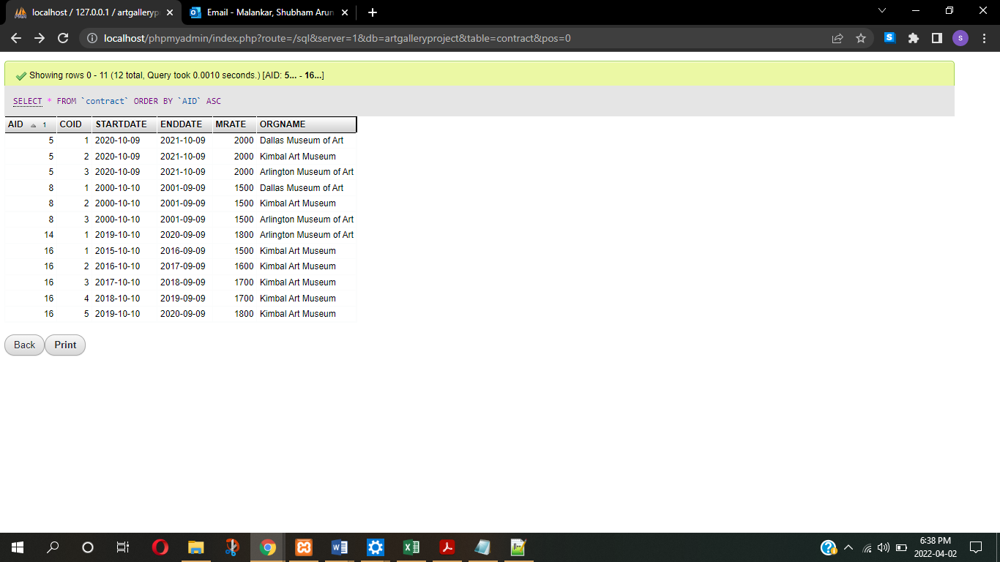 localhost / 127.0.0.1 / artgalleryp
Email - Malankar, Shubham Arun
localhost/phpmyadmin/index.php?route=/sql&server=1&db=artgalleryproject&table=contract&pos=0
S
s
Showing rows 0 - 11 (12 total, Query took 0.0010 seconds.) [AID: 5... - 16...]
SELECT * FROM `contract` ORDER BY `AID` ASC
AID 1 COID STARTDATE ENDDATE MRATE ORGNAME
5 1 2020-10-09 2021-10-09 2000 Dallas Museum of Art
5 2 2020-10-09 2021-10-09 2000 Kimbal Art Museum
5 3 2020-10-09 2021-10-09 2000 Arlington Museum of Art
8 1 2000-10-10 2001-09-09 1500 Dallas Museum of Art
8 2 2000-10-10 2001-09-09 1500 Kimbal Art Museum
8 3 2000-10-10 2001-09-09 1500 Arlington Museum of Art
14 1 2019-10-10 2020-09-09 1800 Arlington Museum of Art
16 1 2015-10-10 2016-09-09 1500 Kimbal Art Museum
16 2 2016-10-10 2017-09-09 1600 Kimbal Art Museum
16 3 2017-10-10 2018-09-09 1700 Kimbal Art Museum
16 4 2018-10-10 2019-09-09 1700 Kimbal Art Museum
16 5 2019-10-10 2020-09-09 1800 Kimbal Art Museum
Back Print
6:38 PM
2022-04-02